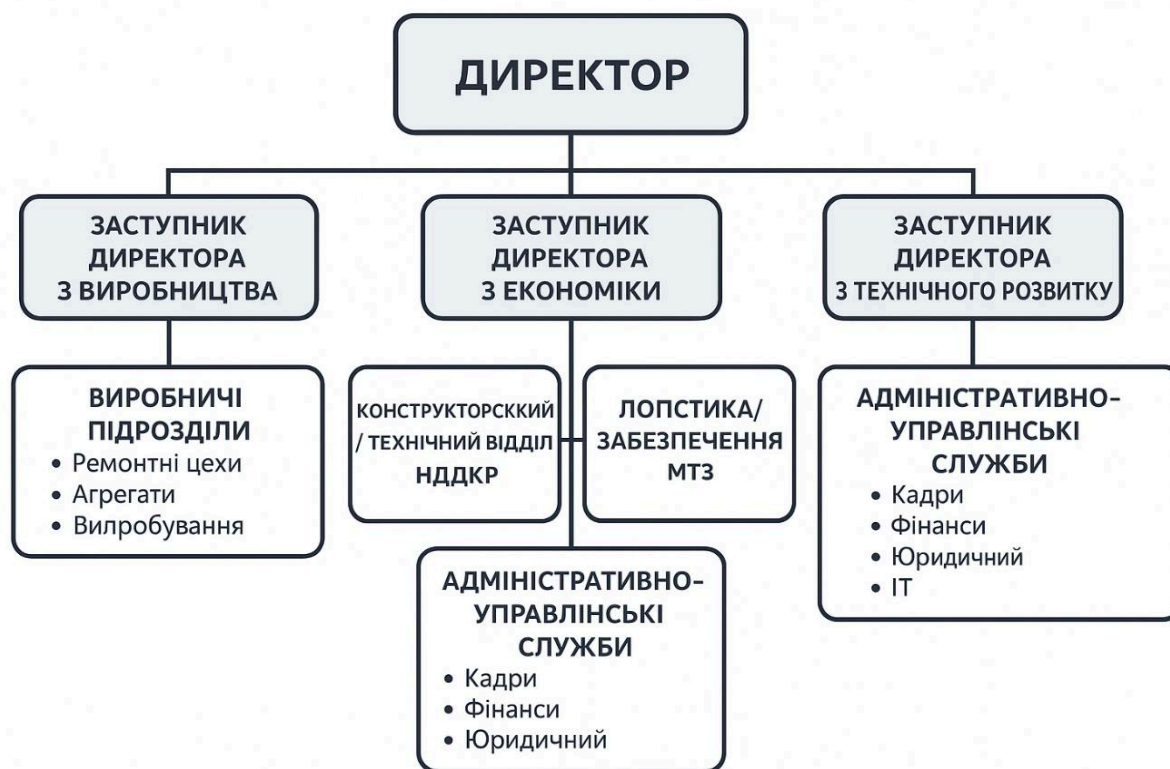 ДИРЕКТОР
ЗАСТУПНИК
ДИРЕКТОРА
З ВИРОБНИЦТВА
ЗАСТУПНИК
ДИРЕКТОРА
З ЕКОНОМІКИ
ЗАСТУПНИК
ДИРЕКТОРА
З ТЕХНІЧНОГО РОЗВИТКУ
ВИРОБНИЧІ
ПІДРОЗДІЛИ
• Ремонтні цехи
• Агрегати
• Вилробування
КОНСТРУКТОРСККИЙ
/ ТЕХНІЧНИЙ ВІДДІЛ
НДДКР
ЛОПСТИКА/
ЗАБЕЗПЕЧЕННЯ
МТЗ
АДМІНІСТРАТИВНО-
УПРАВЛІНСЬКІ
СЛУЖБИ
• Кадри
• Фінанси
• Юридичний
• ІТ
АДМІНІСТРАТИВНО-
УПРАВЛІНСЬКІ
СЛУЖБИ
• Кадри
• Фінанси
• Юридичний